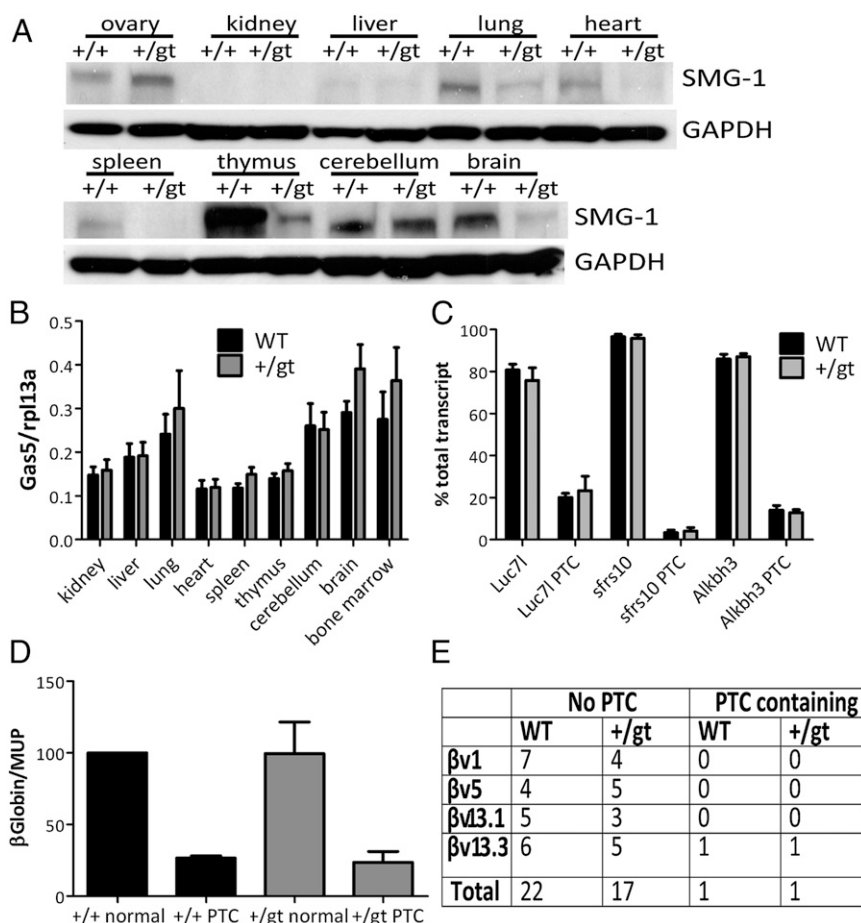 A
ovary kidney liver lung heart
+/+ +/gt +/+ +/gt +/+ +/gt +/+ +/gt +/+ +/gt
SMG-1
GAPDH
spleen thymus cerebellum brain
+/+ +/gt +/+ +/gt +/+ +/gt +/+ +/gt
SMG-1
GAPDH
B
Gas5/rpl13a
0.5
0.4
0.3
0.2
0.1
0.0
WT
+/gt
kidney
liver
lung
heart
spleen
thymus
cerebellum
brain
bone marrow
C
% total transcript
100
80
60
40
20
0
WT
+/gt
Luc7l
Luc7l PTC
sfrs10
sfrs10 PTC
Alkbh3
Alkbh3 PTC
D
βGlobin/MUP
150
100
50
0
+/+ normal +/+ PTC +/gt normal +/gt PTC
E
No PTC PTC containing
WT +/gt WT +/gt
βv1 7 4 0 0
βv5 4 5 0 0
βv13.1 5 3 0 0
βv13.3 6 5 1 1
Total 22 17 1 1